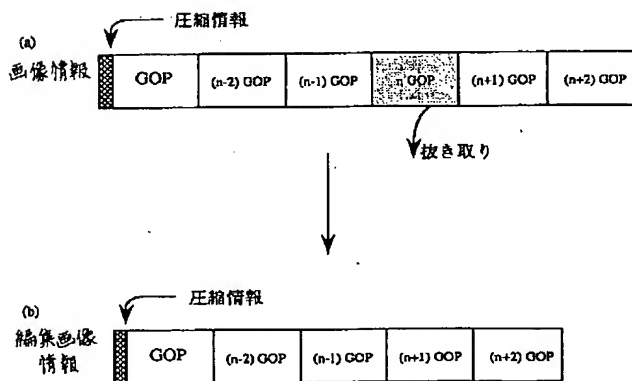 圧縮情報
(a)
画像情報
GOP (n-2) GOP (n-1) GOP n GOP (n+1) GOP (n+2) GOP
抜き取り
圧縮情報
(b)
編集画像
情報
GOP (n-2) GOP (n-1) GOP (n+1) GOP (n+2) GOP